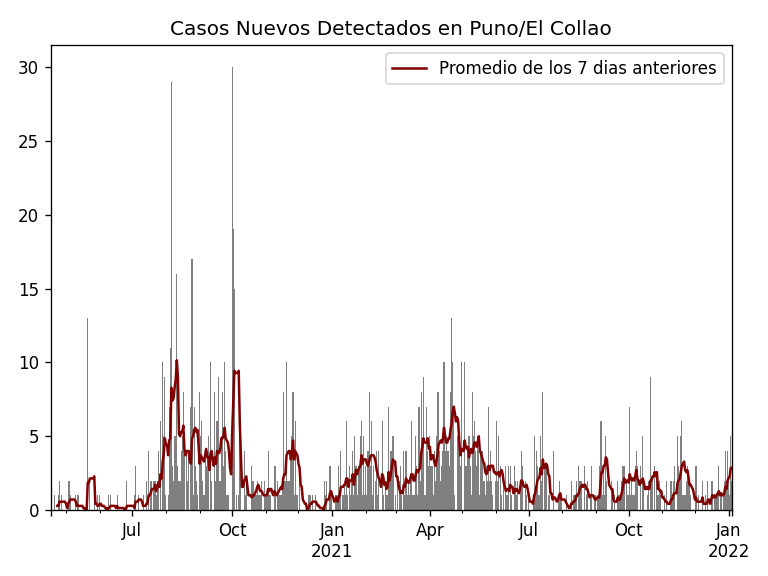 Casos Nuevos Detectados en Puno/El Collao
Promedio de los 7 dias anteriores
30
25
20
15
10
5
0
Jul Oct Jan Apr Jul Oct Jan
2021 2022